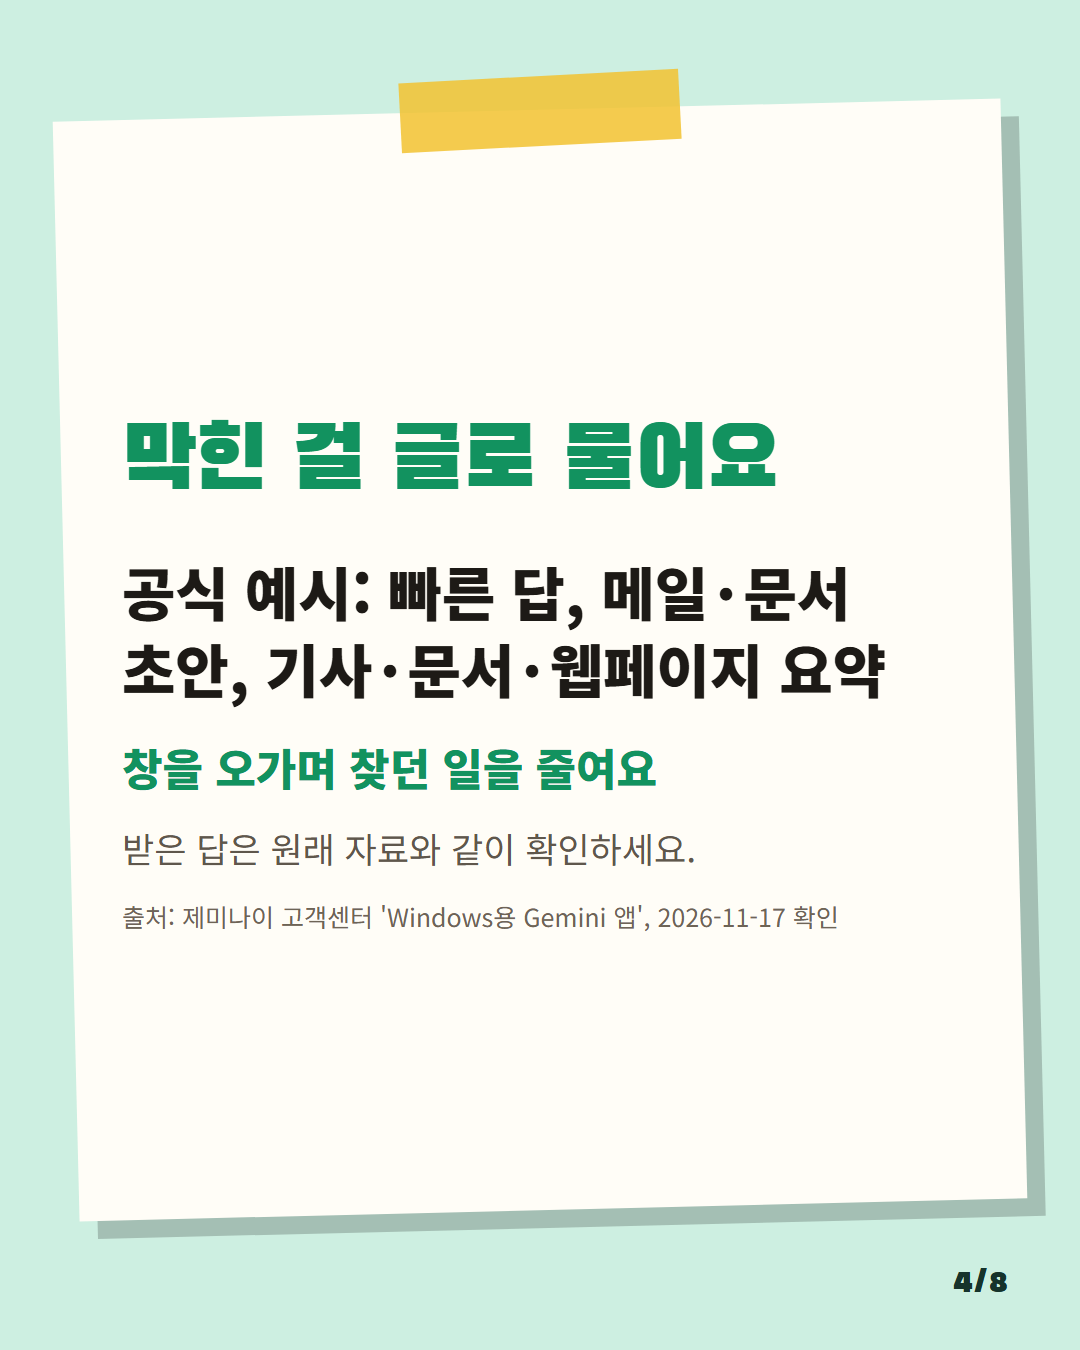 막힌 걸 글로 물어요
공식 예시: 빠른 답, 메일·문서
초안, 기사·문서·웹페이지 요약
창을 오가며 찾던 일을 줄여요
받은 답은 원래 자료와 같이 확인하세요.
출처: 제미나이 고객센터 'Windows용 Gemini 앱', 2026-11-17 확인
4/8